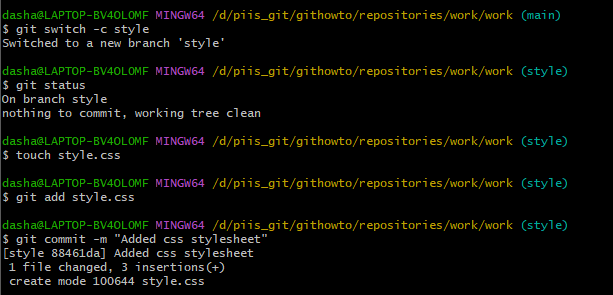 dasha@LAPTOP-BV4OLOMF MINGW64 /d/piis_git/githowto/repositories/work/work (main)
$ git switch -c style
Switched to a new branch 'style'
dasha@LAPTOP-BV4OLOMF MINGW64 /d/piis_git/githowto/repositories/work/work (style)
$ git status
On branch style
nothing to commit, working tree clean
dasha@LAPTOP-BV4OLOMF MINGW64 /d/piis_git/githowto/repositories/work/work (style)
$ touch style.css
dasha@LAPTOP-BV4OLOMF MINGW64 /d/piis_git/githowto/repositories/work/work (style)
$ git add style.css
dasha@LAPTOP-BV4OLOMF MINGW64 /d/piis_git/githowto/repositories/work/work (style)
$ git commit -m "Added css stylesheet"
[style 88461da] Added css stylesheet
 1 file changed, 3 insertions(+)
 create mode 100644 style.css